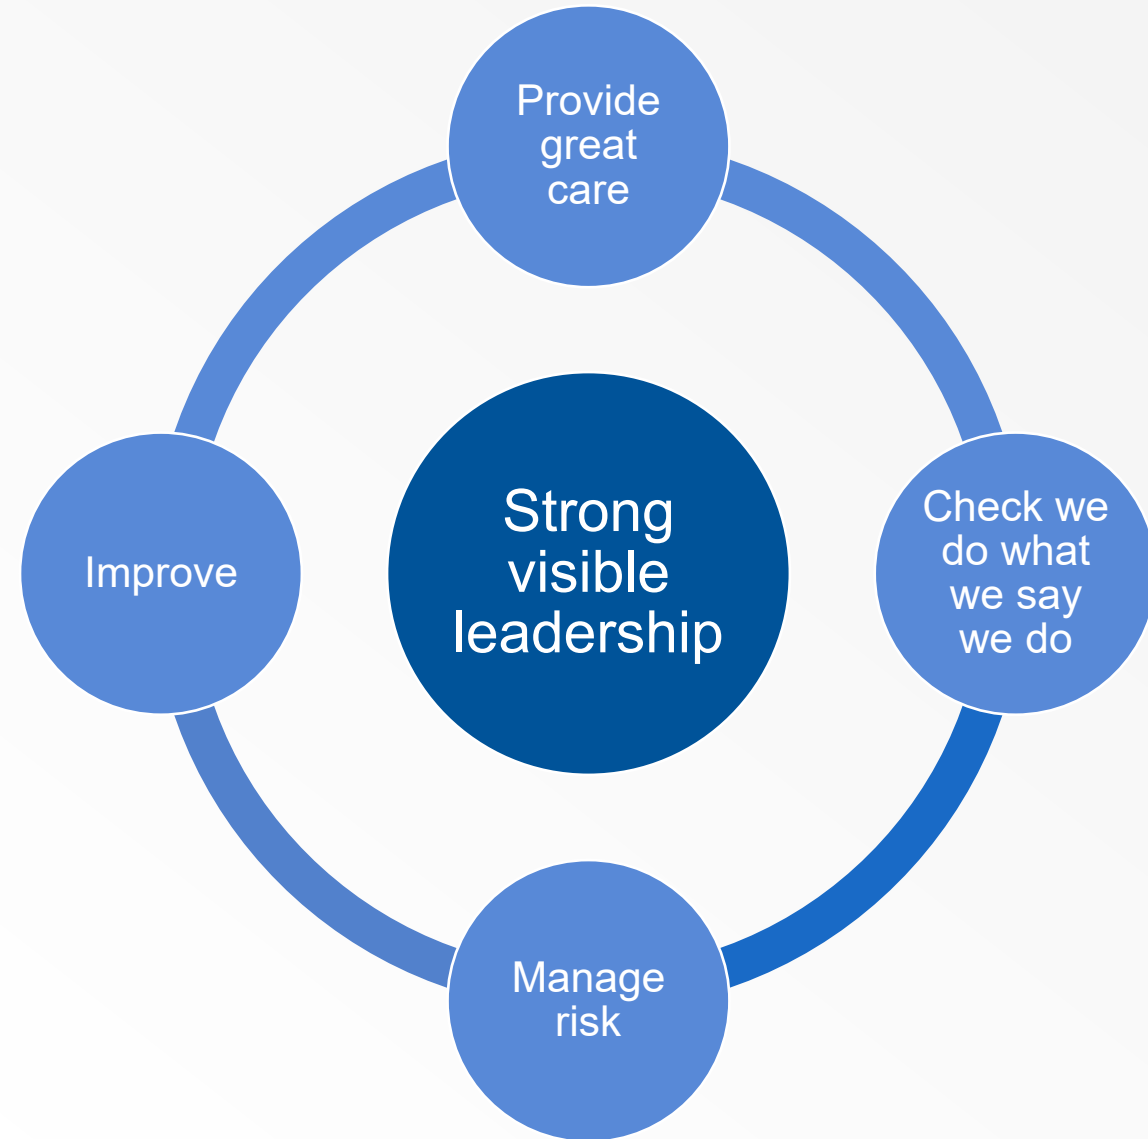 Provide
great
care
Check we
do what
we say
we do
Strong
visible
leadership
Improve
Manage
risk